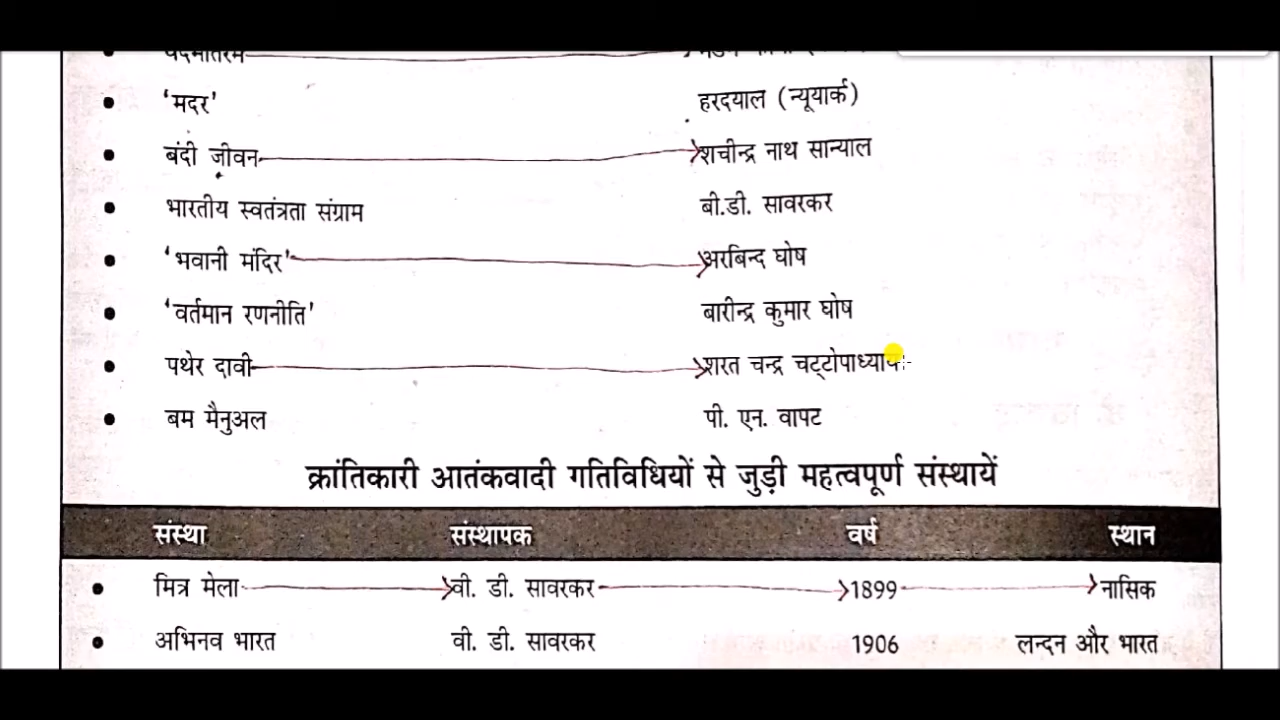 'मदर' हरदयाल (न्यूयार्क)
बंदी जीवन शचीन्द्र नाथ सान्याल
भारतीय स्वतंत्रता संग्राम बी.डी. सावरकर
'भवानी मंदिर' अरबिन्द घोष
'वर्तमान रणनीति' बारीन्द्र कुमार घोष
पथेर दावी शरत चन्द्र चट्टोपाध्याय
बम मैनुअल पी. एन. वापट
क्रांतिकारी आतंकवादी गतिविधियों से जुड़ी महत्वपूर्ण संस्थायें
संस्था संस्थापक वर्ष स्थान
मित्र मेला वी. डी. सावरकर 1899 नासिक
अभिनव भारत वी. डी. सावरकर 1906 लन्दन और भारत